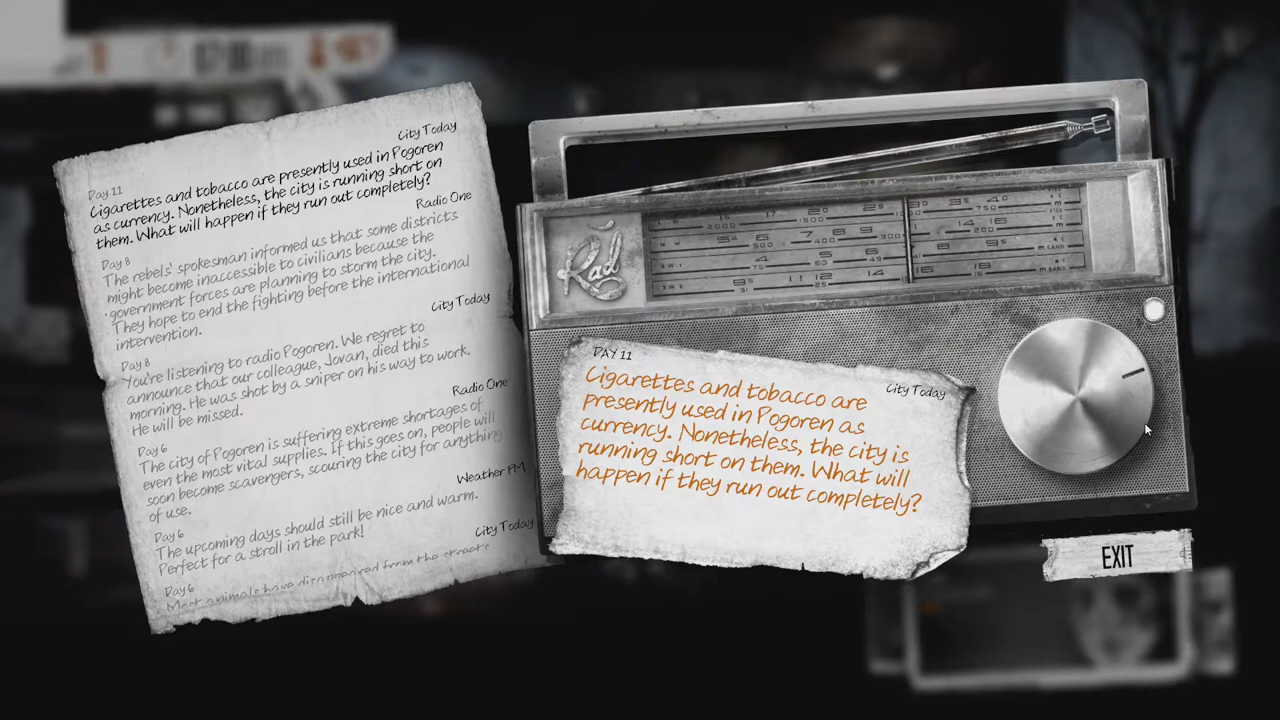 City Today
Day 11
Cigarettes and tobacco are presently used in Pogoren
as currency. Nonetheless, the city is running short on
them. What will happen if they run out completely?
Radio One
Day 8
The rebels' spokesman informed us that some districts
might become inaccessible to civilians because the
government forces are planning to storm the city.
They hope to end the fighting before the international
intervention.
City Today
Day 8
You're listening to radio Pogoren. We regret to
announce that our colleague, Jovan, died this
morning. He was shot by a sniper on his way to work.
He will be missed.
Radio One
Day 6
The city of Pogoren is suffering extreme shortages of
even the most vital supplies. If this goes on, people will
soon become scavengers, scouring the city for anything
of use.
Weather FM
Day 6
The upcoming days should still be nice and warm.
Perfect for a stroll in the park!
City Today
Day 6
Most animals have disappeared from the streets
Rad
DAY 11
City Today
Cigarettes and tobacco are
presently used in Pogoren as
currency. Nonetheless, the city is
running short on them. What will
happen if they run out completely?
EXIT